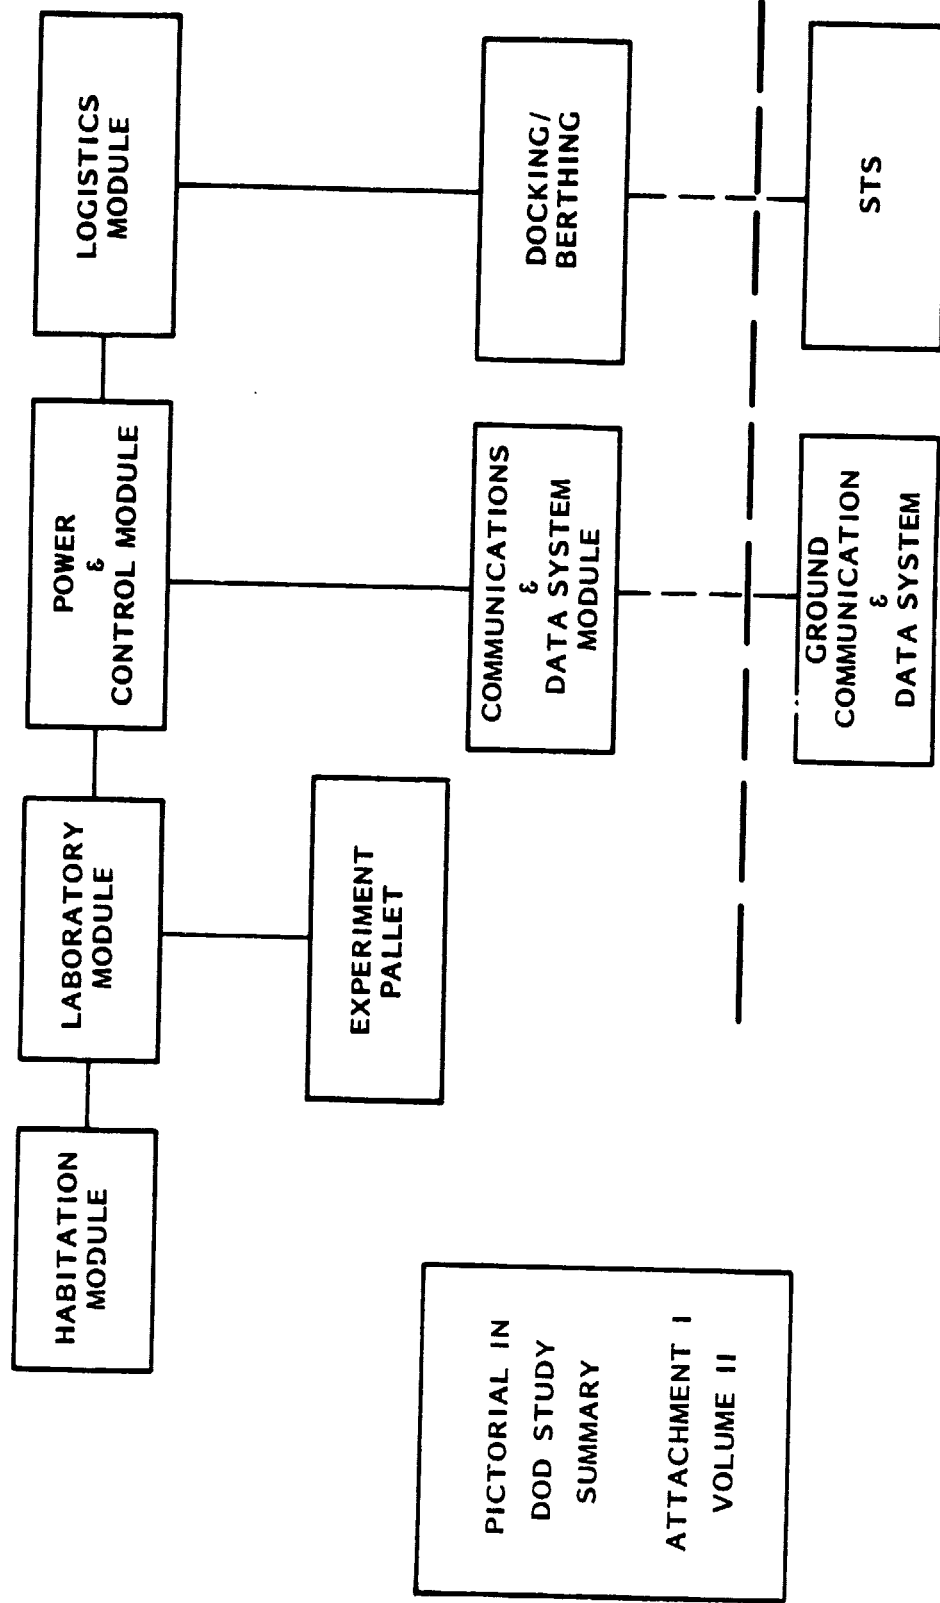 HABITATION
MODULE
LABORATORY
MODULE
POWER
&
CONTROL MODULE
LOGISTICS
MODULE
EXPERIMENT
PALLET
COMMUNICATIONS
&
DATA SYSTEM
MODULE
DOCKING/
BERTHING
PICTORIAL IN
DOD STUDY
SUMMARY
ATTACHMENT I
VOLUME II
GROUND
COMMUNICATION
&
DATA SYSTEM
STS